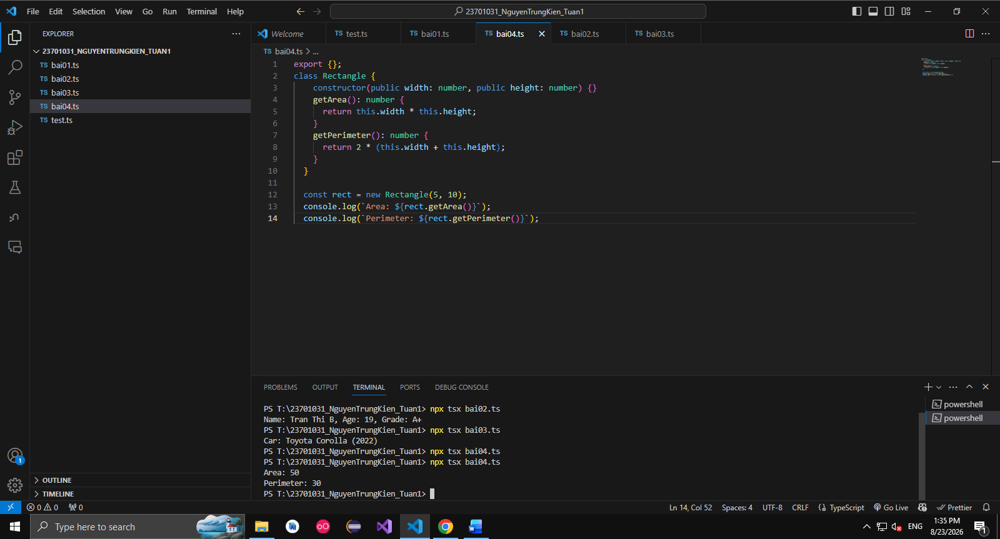 File Edit Selection View Go Run Terminal Help
23701031_NguyenTrungKien_Tuan1
EXPLORER
23701031_NGUYENTRUNGKIEN_TUAN1
TS bai01.ts
TS bai02.ts
TS bai03.ts
TS bai04.ts
TS test.ts
OUTLINE
TIMELINE
Welcome TS test.ts TS bai01.ts TS bai04.ts TS bai02.ts TS bai03.ts
TS bai04.ts > ...
1 export {};
2 class Rectangle {
3 constructor(public width: number, public height: number) {}
4 getArea(): number {
5 return this.width * this.height;
6 }
7 getPerimeter(): number {
8 return 2 * (this.width + this.height);
9 }
10 }
11
12 const rect = new Rectangle(5, 10);
13 console.log(`Area: ${rect.getArea()}`);
14 console.log(`Perimeter: ${rect.getPerimeter()}`);
PROBLEMS OUTPUT TERMINAL PORTS DEBUG CONSOLE
PS T:\23701031_NguyenTrungKien_Tuan1> npx tsx bai02.ts
Name: Tran Thi B, Age: 19, Grade: A+
PS T:\23701031_NguyenTrungKien_Tuan1> npx tsx bai03.ts
Car: Toyota Corolla (2022)
PS T:\23701031_NguyenTrungKien_Tuan1> npx tsx bai04.ts
PS T:\23701031_NguyenTrungKien_Tuan1> npx tsx bai04.ts
Area: 50
Perimeter: 30
PS T:\23701031_NguyenTrungKien_Tuan1>
powershell
powershell
1
0 0 0 Ln 14, Col 52 Spaces: 4 UTF-8 CRLF {} TypeScript Go Live Prettier
Type here to search
ENG
1:35 PM
8/23/2026
1